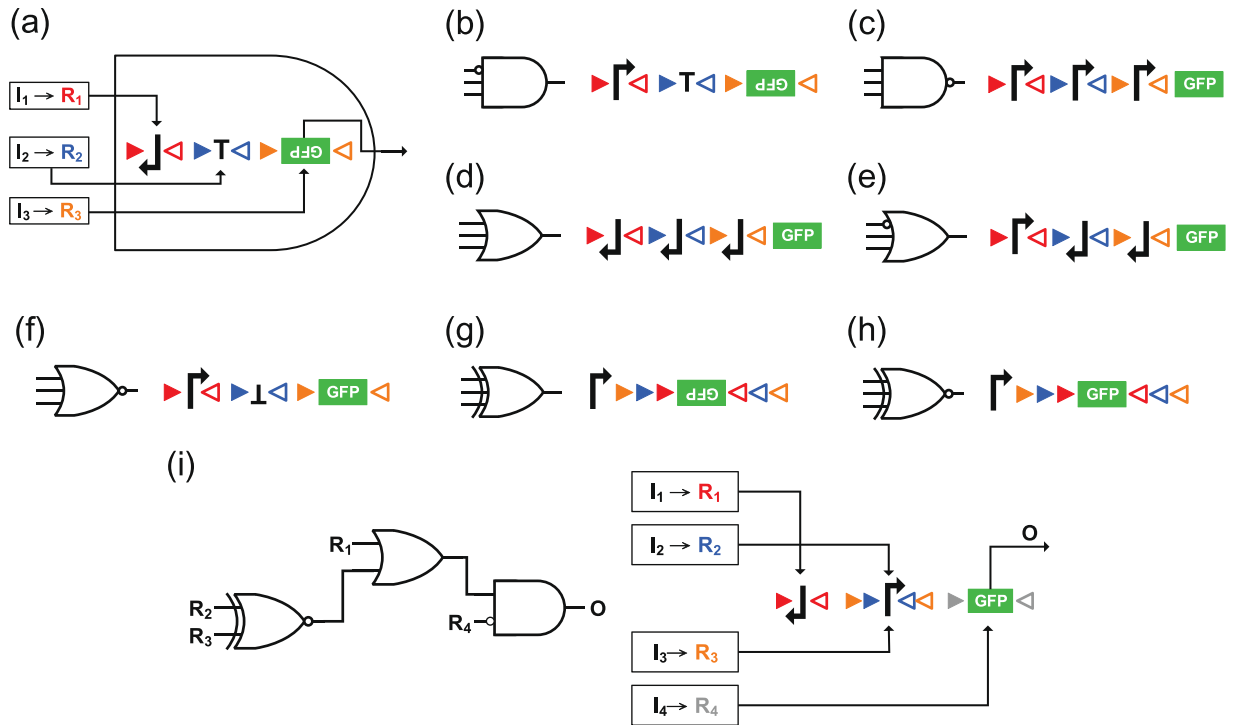 (a)
I1 → R1
I2 → R2
I3 → R3
T
GFP
(b)
T
GFP
(c)
GFP
(d)
GFP
(e)
GFP
(f)
T
GFP
(g)
GFP
(h)
GFP
(i)
R1
R2
R3
R4
O
I1 → R1
I2 → R2
O
GFP
I3 → R3
I4 → R4